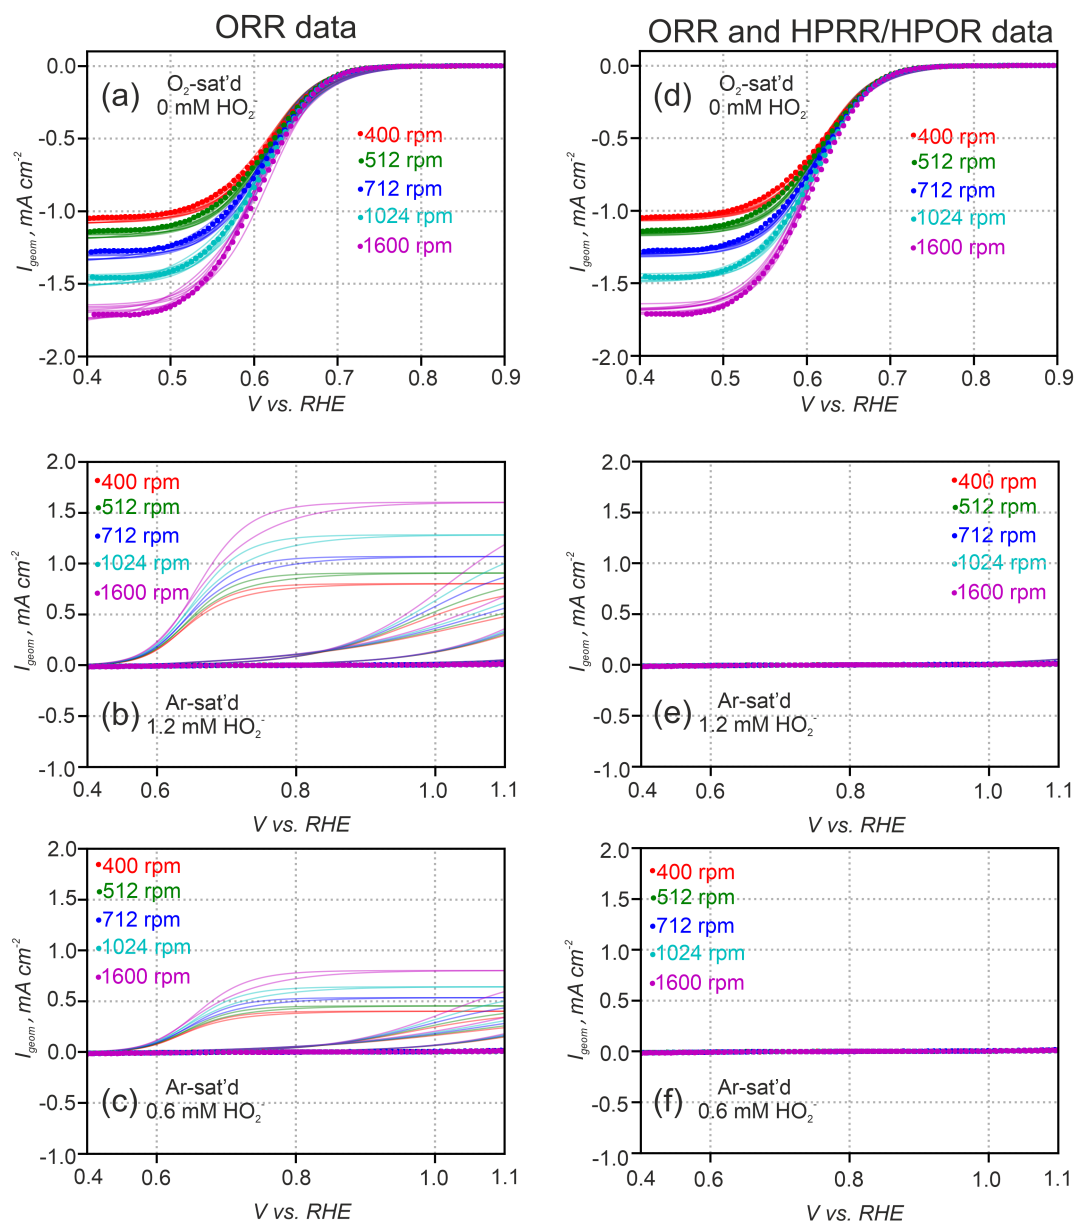 ORR data
ORR and HPRR/HPOR data
(a)
O₂-sat'd
0 mM HO₂⁻
400 rpm
512 rpm
712 rpm
1024 rpm
1600 rpm
0.0
-0.5
-1.0
-1.5
-2.0
I geom, mA cm⁻²
0.4 0.5 0.6 0.7 0.8 0.9
V vs. RHE
(d)
O₂-sat'd
0 mM HO₂⁻
400 rpm
512 rpm
712 rpm
1024 rpm
1600 rpm
0.0
-0.5
-1.0
-1.5
-2.0
I geom, mA cm⁻²
0.4 0.5 0.6 0.7 0.8 0.9
V vs. RHE
2.0
1.5
1.0
0.5
0.0
-0.5
-1.0
I geom, mA cm⁻²
400 rpm
512 rpm
712 rpm
1024 rpm
1600 rpm
(b)
Ar-sat'd
1.2 mM HO₂⁻
0.4 0.6 0.8 1.0 1.1
V vs. RHE
2.0
1.5
1.0
0.5
0.0
-0.5
-1.0
I geom, mA cm⁻²
400 rpm
512 rpm
712 rpm
1024 rpm
1600 rpm
(e)
Ar-sat'd
1.2 mM HO₂⁻
0.4 0.6 0.8 1.0 1.1
V vs. RHE
2.0
1.5
1.0
0.5
0.0
-0.5
-1.0
I geom, mA cm⁻²
400 rpm
512 rpm
712 rpm
1024 rpm
1600 rpm
(c)
Ar-sat'd
0.6 mM HO₂⁻
0.4 0.6 0.8 1.0 1.1
V vs. RHE
2.0
1.5
1.0
0.5
0.0
-0.5
-1.0
I geom, mA cm⁻²
400 rpm
512 rpm
712 rpm
1024 rpm
1600 rpm
(f)
Ar-sat'd
0.6 mM HO₂⁻
0.4 0.6 0.8 1.0 1.1
V vs. RHE